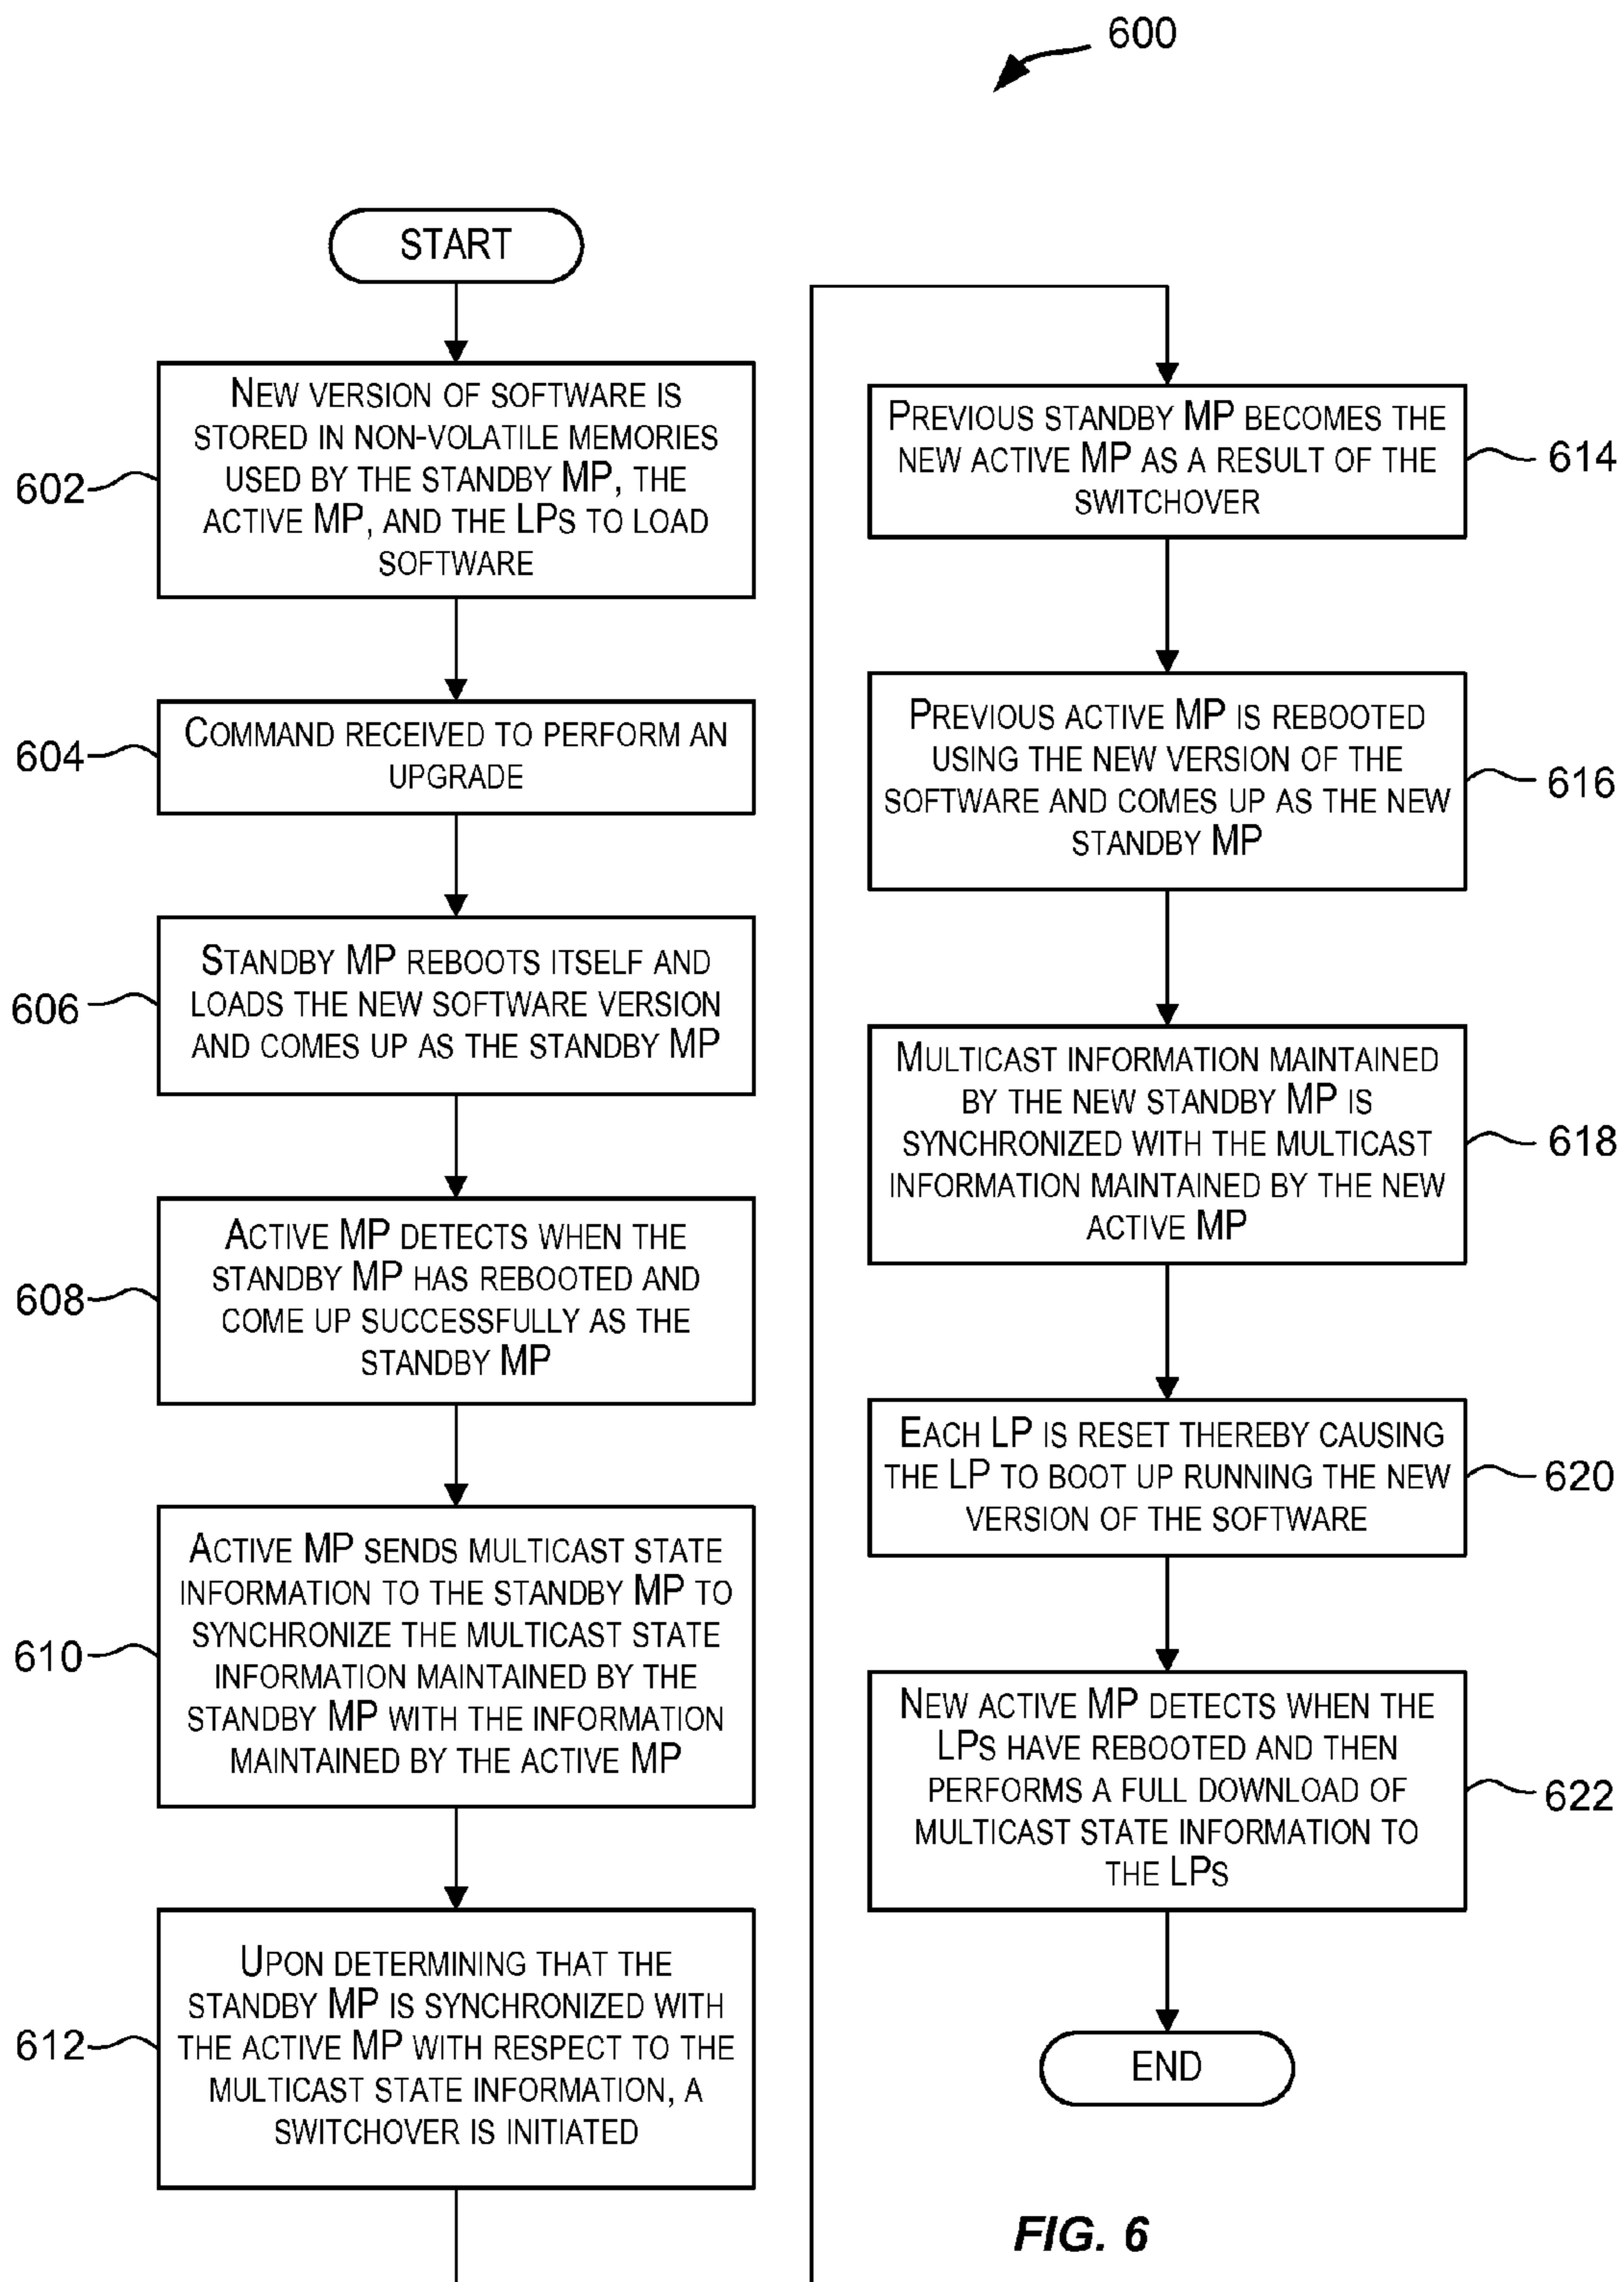 600
START
602
NEW VERSION OF SOFTWARE IS
STORED IN NON-VOLATILE MEMORIES
USED BY THE STANDBY MP, THE
ACTIVE MP, AND THE LPS TO LOAD
SOFTWARE
604
COMMAND RECEIVED TO PERFORM AN
UPGRADE
606
STANDBY MP REBOOTS ITSELF AND
LOADS THE NEW SOFTWARE VERSION
AND COMES UP AS THE STANDBY MP
608
ACTIVE MP DETECTS WHEN THE
STANDBY MP HAS REBOOTED AND
COME UP SUCCESSFULLY AS THE
STANDBY MP
610
ACTIVE MP SENDS MULTICAST STATE
INFORMATION TO THE STANDBY MP TO
SYNCHRONIZE THE MULTICAST STATE
INFORMATION MAINTAINED BY THE
STANDBY MP WITH THE INFORMATION
MAINTAINED BY THE ACTIVE MP
612
UPON DETERMINING THAT THE
STANDBY MP IS SYNCHRONIZED WITH
THE ACTIVE MP WITH RESPECT TO THE
MULTICAST STATE INFORMATION, A
SWITCHOVER IS INITIATED
PREVIOUS STANDBY MP BECOMES THE
NEW ACTIVE MP AS A RESULT OF THE
SWITCHOVER
614
PREVIOUS ACTIVE MP IS REBOOTED
USING THE NEW VERSION OF THE
SOFTWARE AND COMES UP AS THE NEW
STANDBY MP
616
MULTICAST INFORMATION MAINTAINED
BY THE NEW STANDBY MP IS
SYNCHRONIZED WITH THE MULTICAST
INFORMATION MAINTAINED BY THE NEW
ACTIVE MP
618
EACH LP IS RESET THEREBY CAUSING
THE LP TO BOOT UP RUNNING THE NEW
VERSION OF THE SOFTWARE
620
NEW ACTIVE MP DETECTS WHEN THE
LPS HAVE REBOOTED AND THEN
PERFORMS A FULL DOWNLOAD OF
MULTICAST STATE INFORMATION TO
THE LPS
622
END
FIG. 6